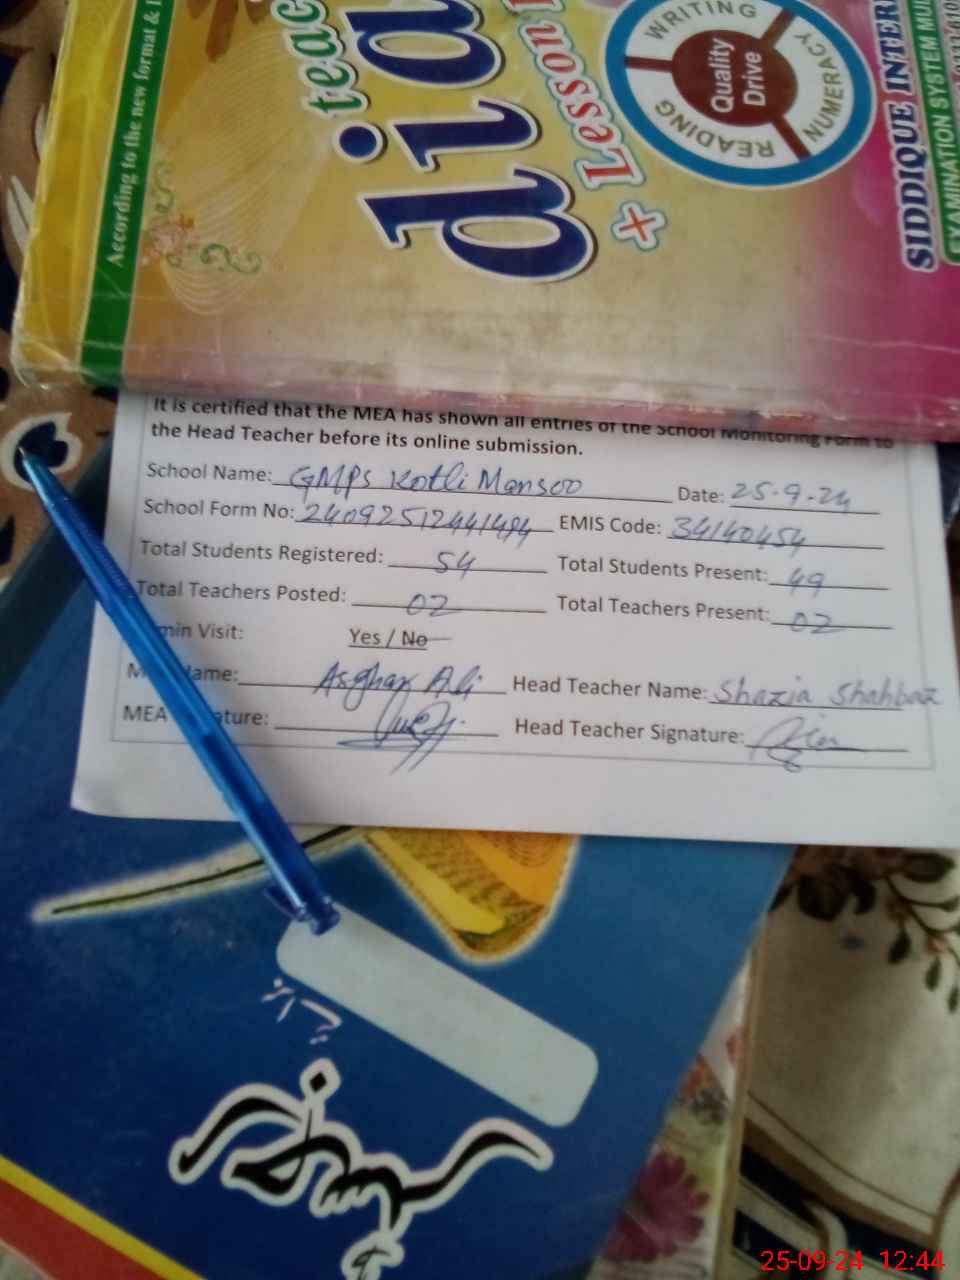 According to the new format &
teac
dia
+ Lesson
WRITING
NUMERACY
READING
Quality
Drive
SIDDIQUE INTER
EXAMINATION SYSTEM MUL
It is certified that the MEA has shown all entries of the School Monitoring Form to
the Head Teacher before its online submission.
School Name: GMPS Kotli Mansoo Date: 25-9-24
School Form No: 24092512441494 EMIS Code: 34140454
Total Students Registered: 54 Total Students Present: 49
Total Teachers Posted: 02 Total Teachers Present: 02
min Visit: Yes / No
M ame: Asghar Ali Head Teacher Name: Shazia Shahbaz
MEA ature: Head Teacher Signature:
25-09-24 12:44